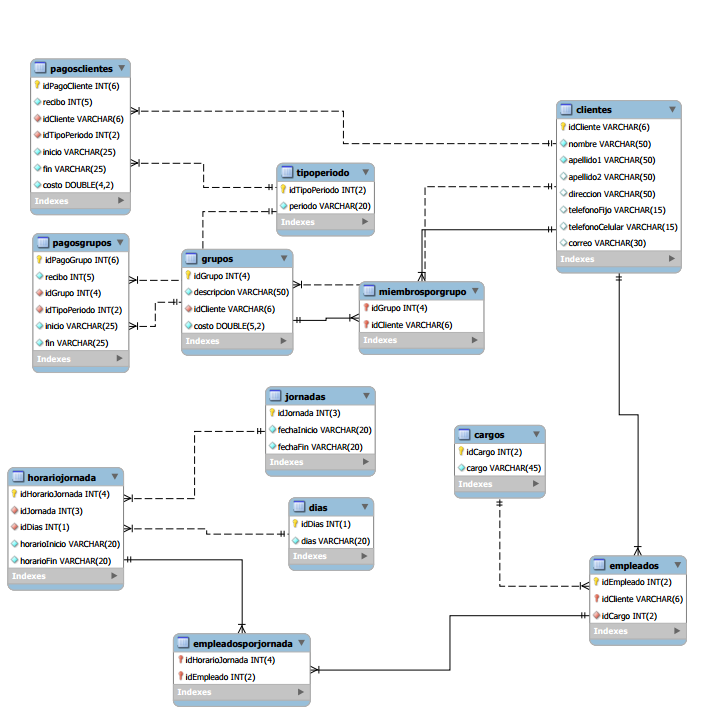 pagosclientes
idPagoCliente INT(6)
recibo INT(5)
idCliente VARCHAR(6)
idTipoPeriodo INT(2)
inicio VARCHAR(25)
fin VARCHAR(25)
costo DOUBLE(4,2)
Indexes
clientes
idCliente VARCHAR(6)
nombre VARCHAR(50)
apellido1 VARCHAR(50)
apellido2 VARCHAR(50)
direccion VARCHAR(50)
telefonoFijo VARCHAR(15)
telefonoCelular VARCHAR(15)
correo VARCHAR(30)
Indexes
tipoperiodo
idTipoPeriodo INT(2)
periodo VARCHAR(20)
Indexes
pagosgrupos
idPagoGrupo INT(6)
recibo INT(5)
idGrupo INT(4)
idTipoPeriodo INT(2)
inicio VARCHAR(25)
fin VARCHAR(25)
Indexes
grupos
idGrupo INT(4)
descripcion VARCHAR(50)
idCliente VARCHAR(6)
costo DOUBLE(5,2)
Indexes
miembrosporgrupo
idGrupo INT(4)
idCliente VARCHAR(6)
Indexes
jornadas
idJornada INT(3)
fechaInicio VARCHAR(20)
fechaFin VARCHAR(20)
Indexes
cargos
idCargo INT(2)
cargo VARCHAR(45)
Indexes
horariojornada
idHorarioJornada INT(4)
idJornada INT(3)
idDias INT(1)
horarioInicio VARCHAR(20)
horarioFin VARCHAR(20)
Indexes
dias
idDias INT(1)
dias VARCHAR(20)
Indexes
empleados
idEmpleado INT(2)
idCliente VARCHAR(6)
idCargo INT(2)
Indexes
empleadosporjornada
idHorarioJornada INT(4)
idEmpleado INT(2)
Indexes